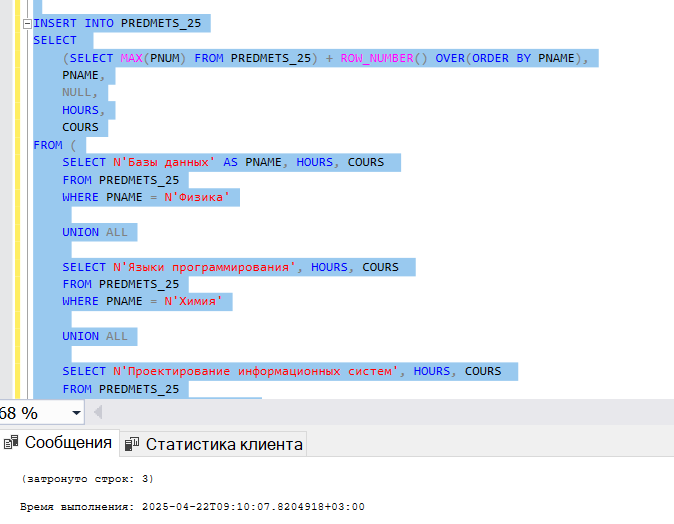 INSERT INTO PREDMETS_25
SELECT
(SELECT MAX(PNUM) FROM PREDMETS_25) + ROW_NUMBER() OVER(ORDER BY PNAME),
PNAME,
NULL,
HOURS,
COURS
FROM (
SELECT N'Базы данных' AS PNAME, HOURS, COURS
FROM PREDMETS_25
WHERE PNAME = N'Физика'
UNION ALL
SELECT N'Языки программирования', HOURS, COURS
FROM PREDMETS_25
WHERE PNAME = N'Химия'
UNION ALL
SELECT N'Проектирование информационных систем', HOURS, COURS
FROM PREDMETS_25
68 %
Сообщения Статистика клиента
(затронуто строк: 3)
Время выполнения: 2025-04-22T09:10:07.8204918+03:00